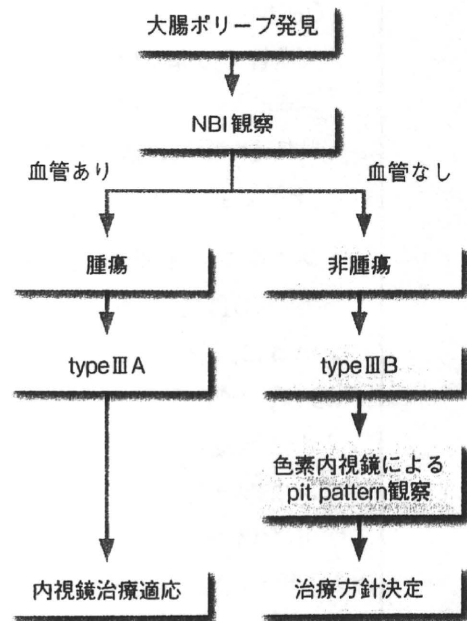 大腸ポリープ発見
NBI観察
血管あり
血管なし
腫瘍
非腫瘍
typeⅢA
typeⅢB
色素内視鏡による
pit pattern観察
内視鏡治療適応
治療方針決定